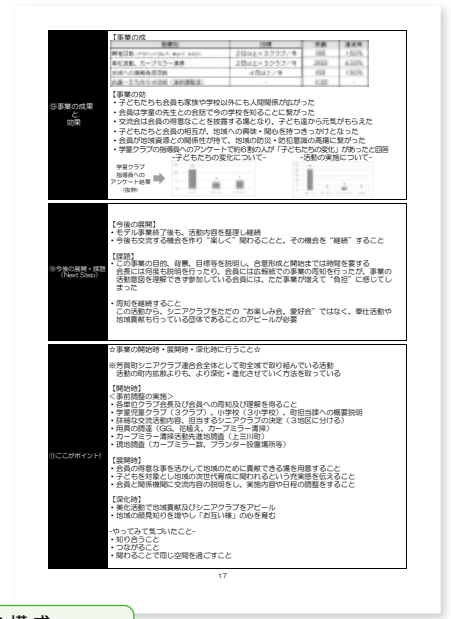 ⑨事業の成果
と
効果
【事業の成
【事業の効
・子どもたちも会員も家族や学校以外にも人間関係が広がった
・会員は学童の先生との会話で今の学校を知ることに繋がった
・交流会は会員の得意なことを披露する場となり、子ども達から元気がもらえた
・子どもたちと会員の相互が、地域への興味・関心を持つきっかけとなった
・会員が地域資源との関係性が持て、地域の防災・防犯意識の高揚に繋がった
・学童クラブの指導員へのアンケートで約6割の人が「子どもたちの変化」があったと回答
-子どもたちの変化について-
-活動の実施について-
学童クラブ
指導員への
アンケート結果
(抜粋)
⑩今後の展開・課題
(Next Step)
【今後の展開】
・モデル事業終了後も、活動内容を整理し継続
・今後も交流する機会を作り“楽しく”関わることと、その機会を“継続”すること
【課題】
・この事業の目的、背景、目標等を説明し、合意形成と開始までは時間を要する
会長には何度も説明を行ったり、会員には広報紙での事業の周知を行ったが、事業の
活動意図を理解できず参加している会員には、ただ事業が増えて“負担”に感じてし
まった
・周知を継続すること
この活動から、シニアクラブをただの“お楽しみ会、愛好会”ではなく、奉仕活動や
地域貢献も行っている団体であることのアピールが必要
⑪ここがポイント!
☆事業の開始時・展開時・深化時に行うこと☆
※芳賀町シニアクラブ連合会全体として町全域で取り組んでいる活動
活動の町内拡散よりも、より深化・進化させていく方法を取っている
【開始時】
<事前調整の実施>
・各単位クラブ会長及び会員への周知及び理解を得ること
・学童児童クラブ(3クラブ)、小学校(3小学校)、町担当課への概要説明
・詳細な交流活動内容、担当するシニアクラブの決定(3地区に分ける)
・用具の調達(GG、花植え、カーブミラー清掃)
・カーブミラー清掃活動先進地調査(上三川町)
・現地調査(カーブミラー数、プランター設置場所等)
【展開時】
・会員の得意な事を活かして地域のために貢献できる場を用意すること
・子どもを対象とし地域の次世代育成に関われるという充実感を伝えること
・会員と関係機関に交流内容の説明をし、実施内容や日程の調整をすること
【深化時】
・美化活動で地域貢献及びシニアクラブをアピール
・地域の顔見知りを増やし「お互い様」の心を育む
-やってみて気づいたこと-
・知り合うこと
・つながること
・関わることで同じ空間を過ごすこと
17